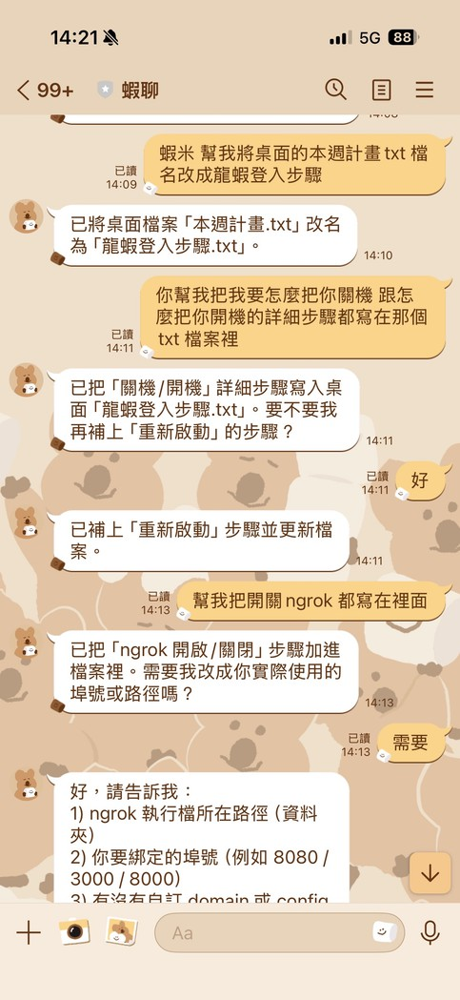 14:21
5G
88
99+
蝦聊
蝦米 幫我將桌面的本週計畫 txt 檔
名改成龍蝦登入步驟
已讀
14:09
已將桌面檔案「本週計畫.txt」改名
為「龍蝦登入步驟.txt」。
14:10
你幫我把我要怎麼把你關機 跟怎
麼把你開機的詳細步驟都寫在那個
txt 檔案裡
已讀
14:11
已把「關機/開機」詳細步驟寫入桌
面「龍蝦登入步驟.txt」。要不要我
再補上「重新啟動」的步驟？
14:11
好
已讀
14:11
已補上「重新啟動」步驟並更新檔
案。
14:11
幫我把開關 ngrok 都寫在裡面
已讀
14:13
已把「ngrok 開啟/關閉」步驟加進
檔案裡。需要我改成你實際使用的
埠號或路徑嗎？
14:13
需要
已讀
14:13
好，請告訴我：
1) ngrok 執行檔所在路徑（資料
夾）
2) 你要綁定的埠號（例如 8080 /
3000 / 8000）
3) 有沒有自訂 domain 或 config
Aa